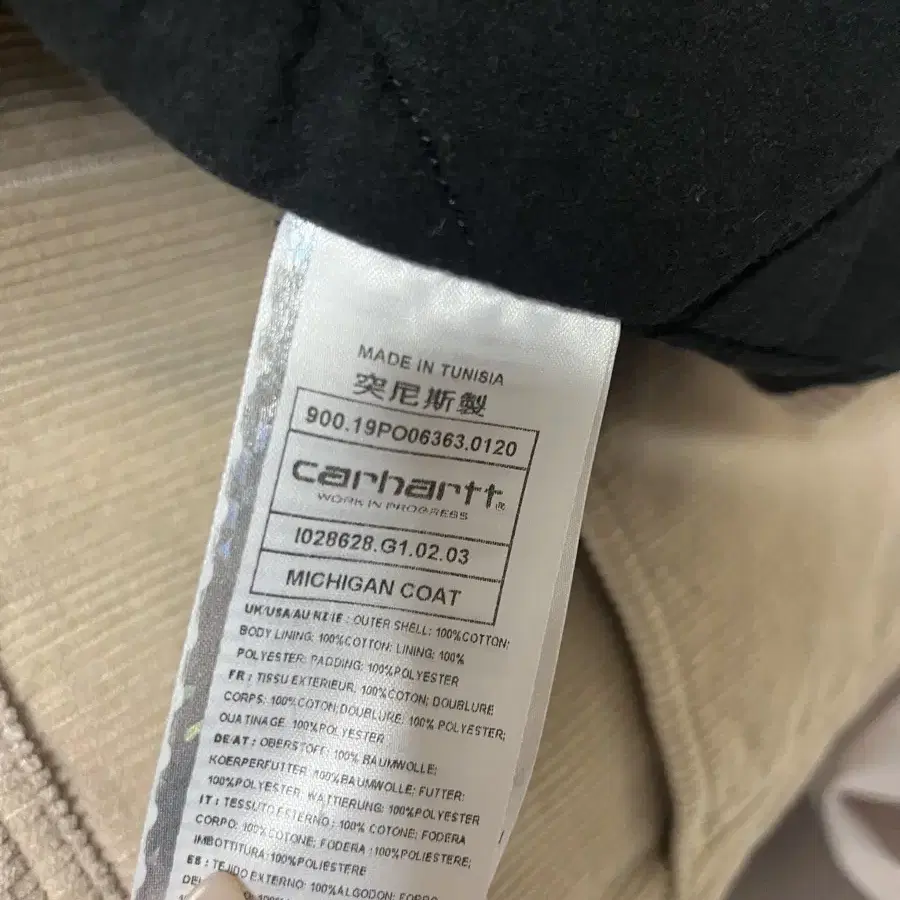 MADE IN TUNISIA
突尼斯製
900.19PO06363.0120
carhartt®
WORK IN PROGRESS
I028628.G1.02.03
MICHIGAN COAT
UK/USA/AU NZ/IE : OUTER SHELL: 100%COTTON;
BODY LINING: 100%COTTON; LINING: 100%
POLYESTER; PADDING: 100%POLYESTER
FR : TISSU EXTERIEUR: 100%COTON; DOUBLURE
CORPS: 100%COTON;DOUBLURE: 100% POLYESTER;
OUATINAGE: 100%POLYESTER
DE/AT : OBERSTOFF: 100% BAUMWOLLE;
KOERPERFUTTER :100%BAUMWOLLE; FUTTER:
100%POLYESTER; WATTIERUNG: 100%POLYESTER
IT : TESSUTO ESTERNO : 100% COTONE; FODERA
CORPO: 100%COTONE; FODERA :100%POLIESTERE;
IMBOTTITURA: 100%POLIESTERE
ES : TEJIDO EXTERNO: 100%ALGODON; FORRO